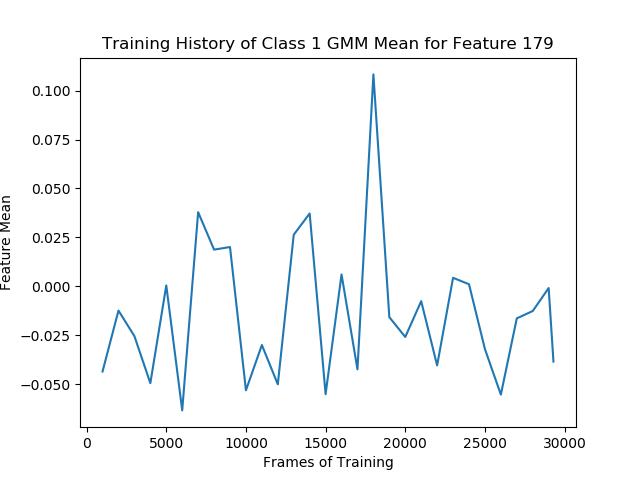 Training History of Class 1 GMM Mean for Feature 179
0.100
0.075
0.050
0.025
0.000
−0.025
−0.050
Feature Mean
0 5000 10000 15000 20000 25000 30000
Frames of Training